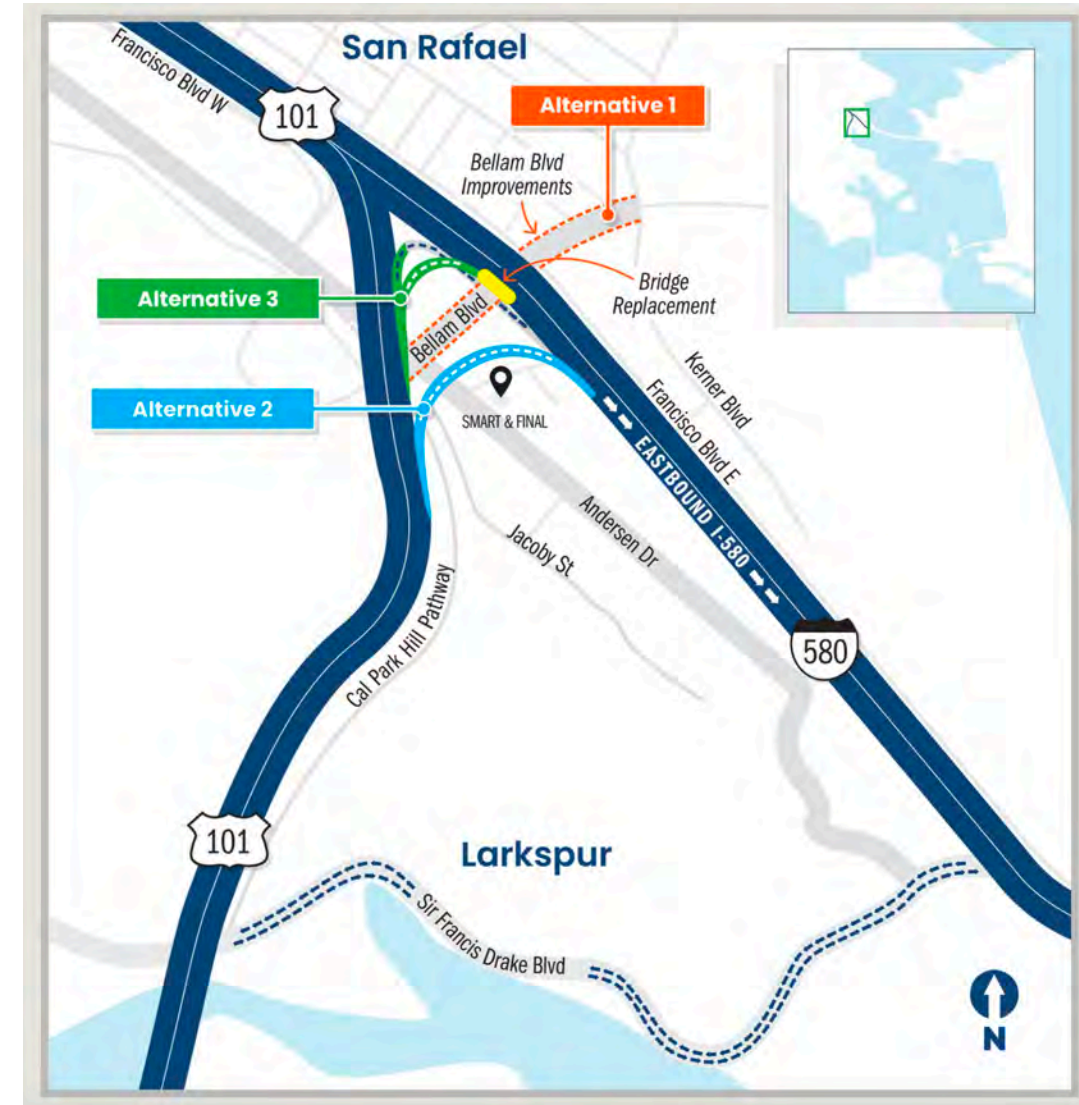 San Rafael
Francisco Blvd W
101
Alternative 1
Bellam Blvd
Improvements
Bridge
Replacement
Alternative 3
Bellam Blvd
Alternative 2
SMART & FINAL
Kerner Blvd
Francisco Blvd E
EASTBOUND I-580
Andersen Dr
Jacoby St
Cal Park Hill Pathway
580
101
Larkspur
Sir Francis Drake Blvd
N